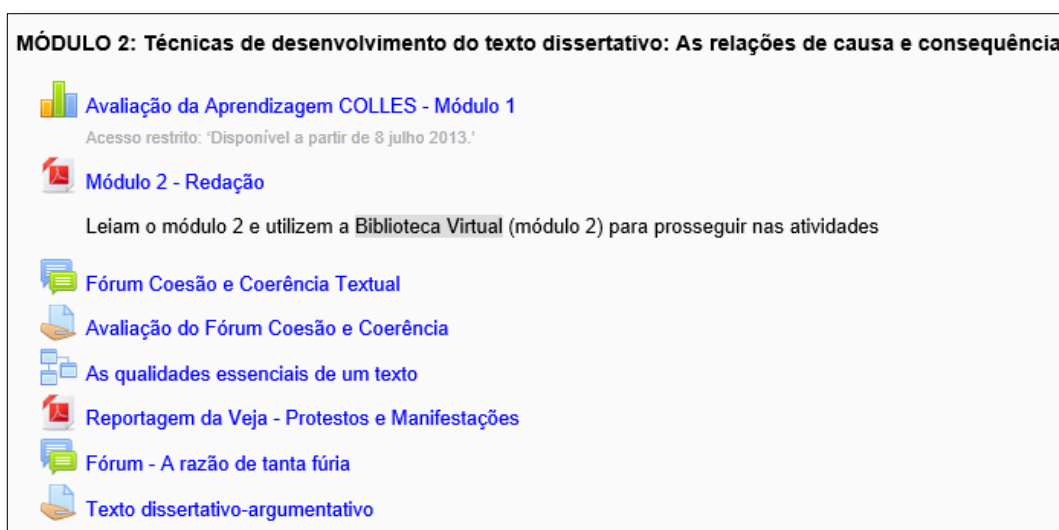 MÓDULO 2: Técnicas de desenvolvimento do texto dissertativo: As relações de causa e consequência
Avaliação da Aprendizagem COLLES - Módulo 1
Acesso restrito: 'Disponível a partir de 8 julho 2013.'
Módulo 2 - Redação
Leiam o módulo 2 e utilizem a Biblioteca Virtual (módulo 2) para prosseguir nas atividades
Fórum Coesão e Coerência Textual
Avaliação do Fórum Coesão e Coerência
As qualidades essenciais de um texto
Reportagem da Veja - Protestos e Manifestações
Fórum - A razão de tanta fúria
Texto dissertativo-argumentativo